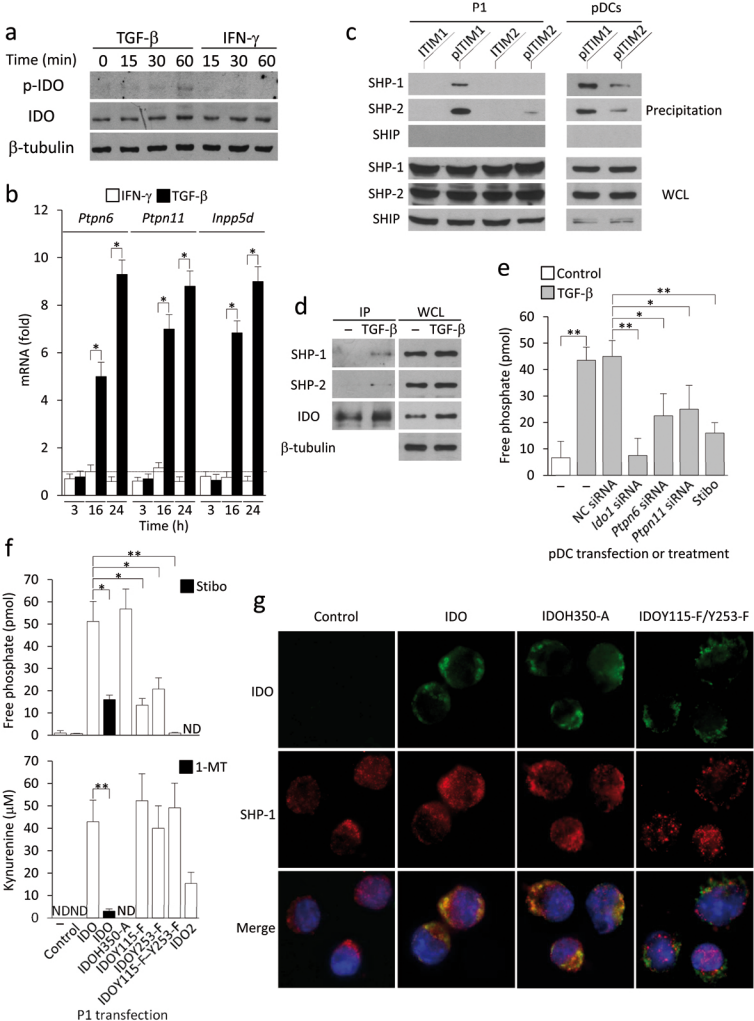 a
TGF-β IFN-γ
Time (min) 0 15 30 60 15 30 60
p-IDO
IDO
β-tubulin
b
IFN-γ TGF-β
Ptpn6 Ptpn11 Inpp5d
* * * * * *
mRNA (fold)
12
10
8
6
4
2
0
3 16 24 3 16 24 3 16 24
Time (h)
c
P1 pDCs
ITIM1 pITIM1 ITIM2 pITIM2 pITIM1 pITIM2
SHP-1
SHP-2 Precipitation
SHIP
SHP-1
SHP-2 WCL
SHIP
d
IP WCL
– TGF-β – TGF-β
SHP-1
SHP-2
IDO
β-tubulin
e
Control
TGF-β
**
*
*
** **
Free phosphate (pmol)
60
50
40
30
20
10
0
– – NC siRNA Ido1 siRNA Ptpn6 siRNA Ptpn11 siRNA Stibo
pDC transfection or treatment
f
**
*
*
*
Stibo
Free phosphate (pmol)
70
60
50
40
30
20
10
0
ND
1-MT
**
Kynurenine (μM)
70
60
50
40
30
20
10
0
ND ND ND
– Control IDO IDO IDOH350-A IDOY115-F IDOY253-F IDOY115-F–Y253-F IDO2
P1 transfection
g
Control IDO IDOH350-A IDOY115-F/Y253-F
IDO
SHP-1
Merge